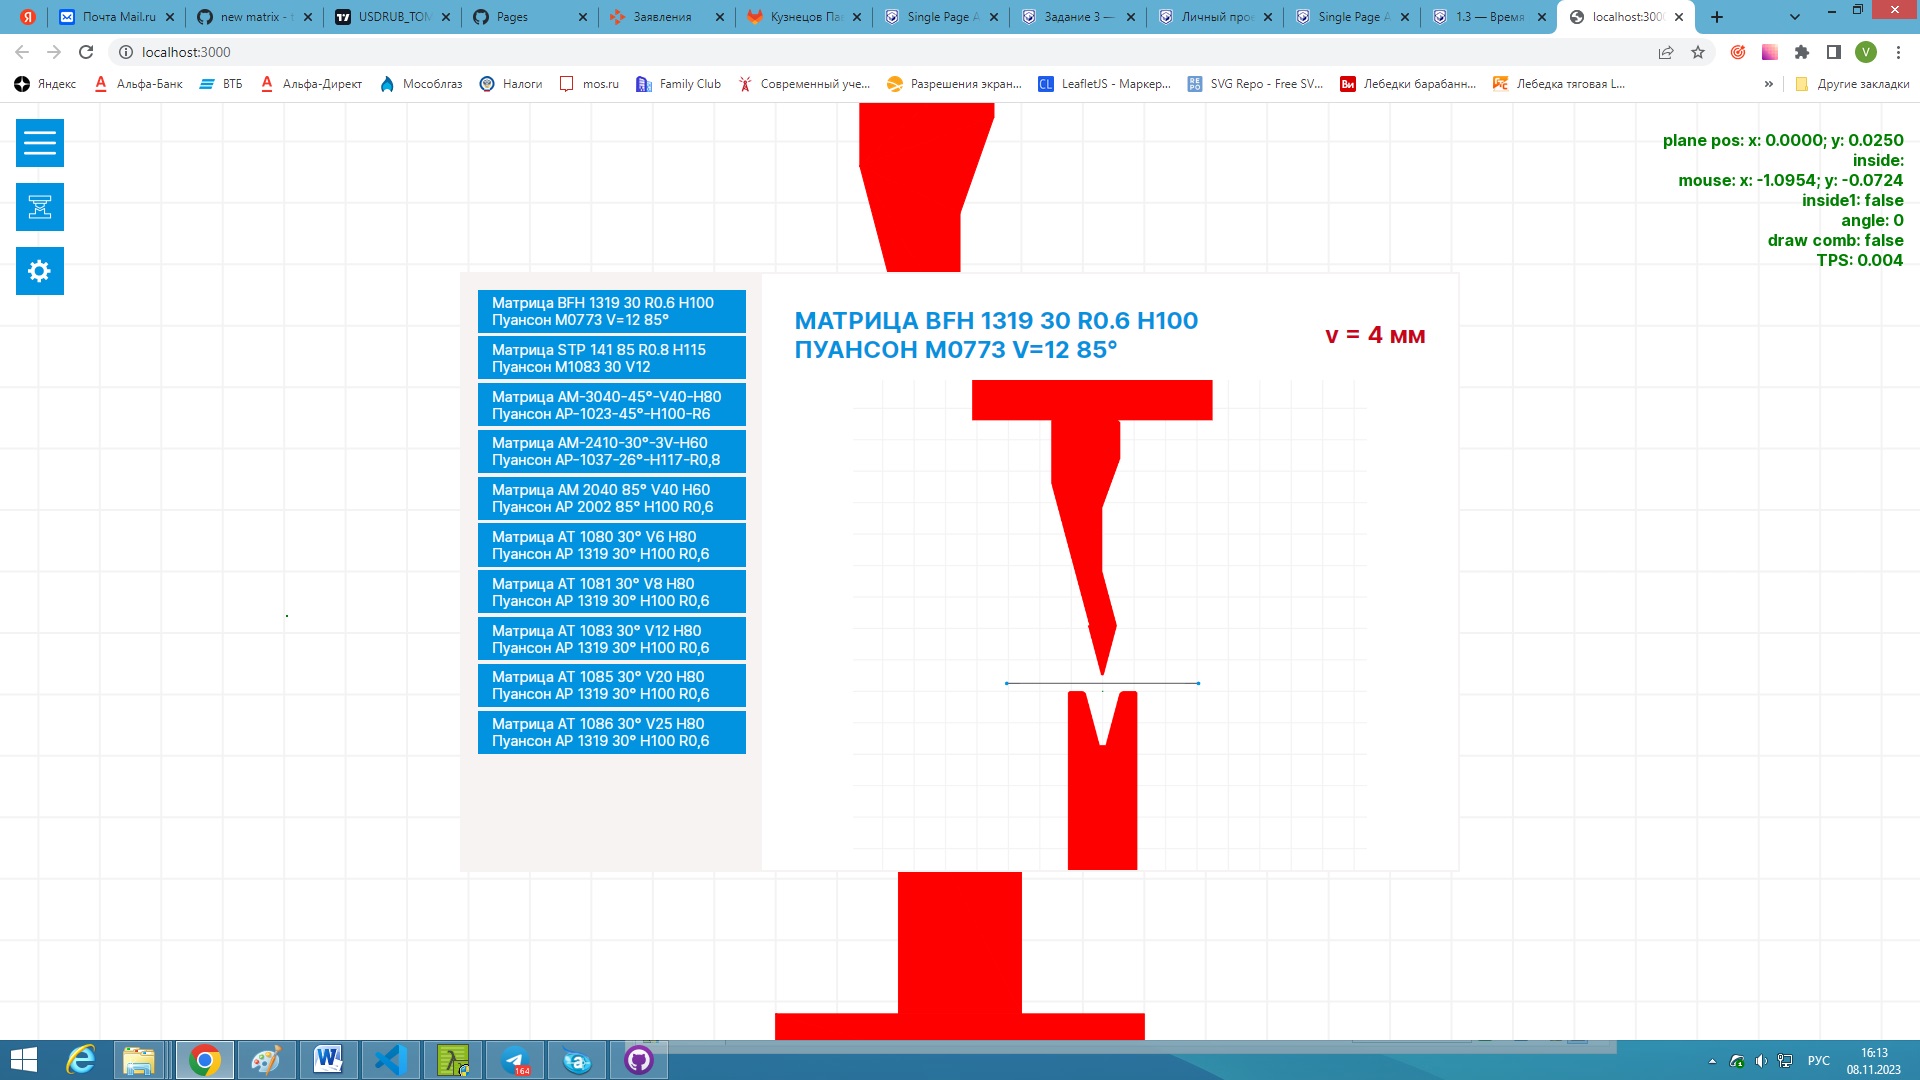 Почта Mail.ru
new matrix - t
USDRUB_TOM
Pages
Заявления
Кузнецов Па
Single Page A
Задание 3 —
Личный прое
Single Page A
1.3 — Время
localhost:300
localhost:3000
V
Яндекс
Альфа-Банк
ВТБ
Альфа-Директ
Мособлгаз
Налоги
mos.ru
Family Club
Современный уче...
Разрешения экран...
LeafletJS - Маркер...
SVG Repo - Free SV...
Лебедки барабанн...
Лебедка тяговая L...
»
Другие закладки
plane pos: x: 0.0000; y: 0.0250
inside:
mouse: x: -1.0954; y: -0.0724
inside1: false
angle: 0
draw comb: false
TPS: 0.004
Матрица BFH 1319 30 R0.6 H100
Пуансон M0773 V=12 85°
Матрица STP 141 85 R0.8 H115
Пуансон M1083 30 V12
Матрица AM-3040-45°-V40-H80
Пуансон AP-1023-45°-H100-R6
Матрица AM-2410-30°-3V-H60
Пуансон AP-1037-26°-H117-R0,8
Матрица AM 2040 85° V40 H60
Пуансон AP 2002 85° H100 R0,6
Матрица AT 1080 30° V6 H80
Пуансон AP 1319 30° H100 R0,6
Матрица AT 1081 30° V8 H80
Пуансон AP 1319 30° H100 R0,6
Матрица AT 1083 30° V12 H80
Пуансон AP 1319 30° H100 R0,6
Матрица AT 1085 30° V20 H80
Пуансон AP 1319 30° H100 R0,6
Матрица AT 1086 30° V25 H80
Пуансон AP 1319 30° H100 R0,6
МАТРИЦА BFH 1319 30 R0.6 H100
ПУАНСОН M0773 V=12 85°
v = 4 мм
164
РУС
16:13
08.11.2023